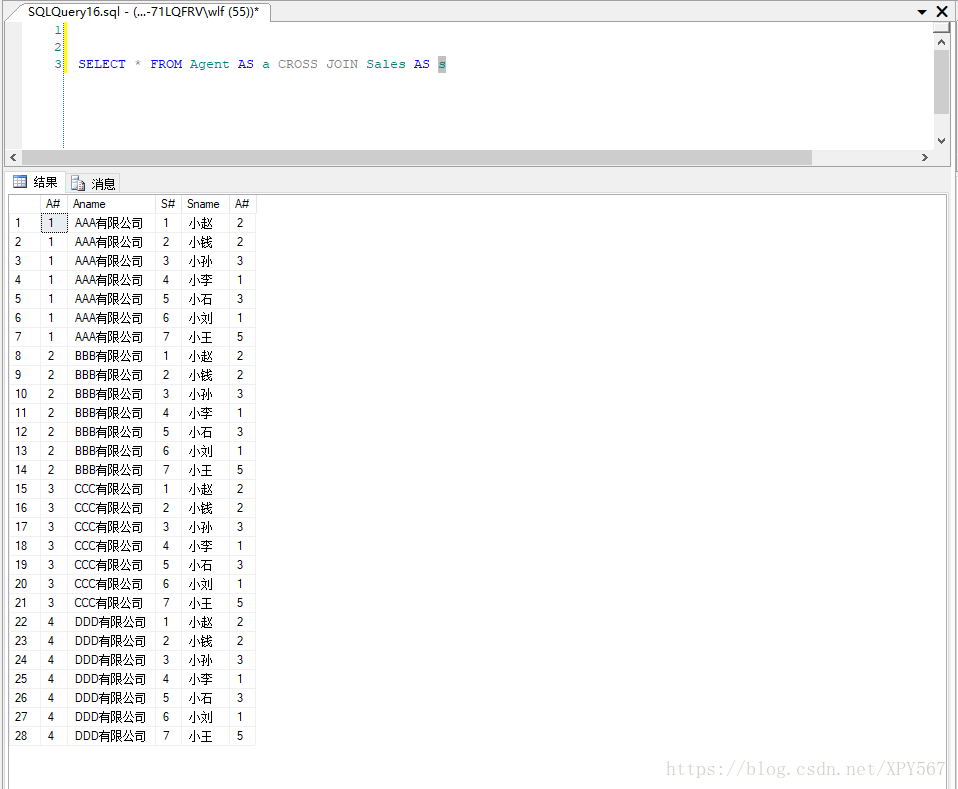 SQLQuery16.sql - (...-71LQFRV\wlf (55))*
1
2
3 SELECT * FROM Agent AS a CROSS JOIN Sales AS s
结果 消息
A# Aname S# Sname A#
1 1 AAA有限公司 1 小赵 2
2 1 AAA有限公司 2 小钱 2
3 1 AAA有限公司 3 小孙 3
4 1 AAA有限公司 4 小李 1
5 1 AAA有限公司 5 小石 3
6 1 AAA有限公司 6 小刘 1
7 1 AAA有限公司 7 小王 5
8 2 BBB有限公司 1 小赵 2
9 2 BBB有限公司 2 小钱 2
10 2 BBB有限公司 3 小孙 3
11 2 BBB有限公司 4 小李 1
12 2 BBB有限公司 5 小石 3
13 2 BBB有限公司 6 小刘 1
14 2 BBB有限公司 7 小王 5
15 3 CCC有限公司 1 小赵 2
16 3 CCC有限公司 2 小钱 2
17 3 CCC有限公司 3 小孙 3
18 3 CCC有限公司 4 小李 1
19 3 CCC有限公司 5 小石 3
20 3 CCC有限公司 6 小刘 1
21 3 CCC有限公司 7 小王 5
22 4 DDD有限公司 1 小赵 2
23 4 DDD有限公司 2 小钱 2
24 4 DDD有限公司 3 小孙 3
25 4 DDD有限公司 4 小李 1
26 4 DDD有限公司 5 小石 3
27 4 DDD有限公司 6 小刘 1
28 4 DDD有限公司 7 小王 5
https://blog.csdn.net/XPY567